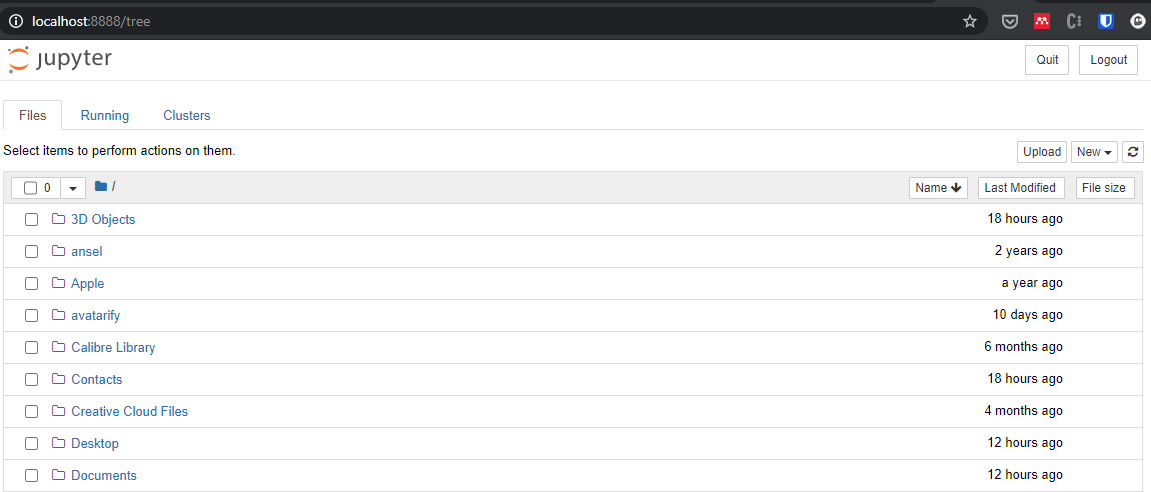 localhost:8888/tree
jupyter
Quit Logout
Files Running Clusters
Select items to perform actions on them.
Upload New
0 / Name Last Modified File size
3D Objects 18 hours ago
ansel 2 years ago
Apple a year ago
avatarify 10 days ago
Calibre Library 6 months ago
Contacts 18 hours ago
Creative Cloud Files 4 months ago
Desktop 12 hours ago
Documents 12 hours ago